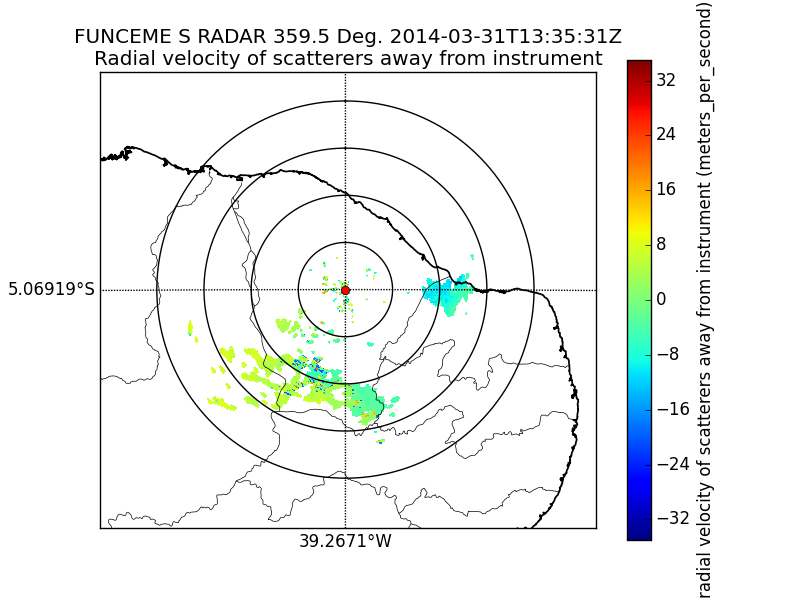 FUNCEME S RADAR 359.5 Deg. 2014-03-31T13:35:31Z
Radial velocity of scatterers away from instrument
5.06919°S
39.2671°W
32
24
16
8
0
−8
−16
−24
−32
radial velocity of scatterers away from instrument (meters_per_second)